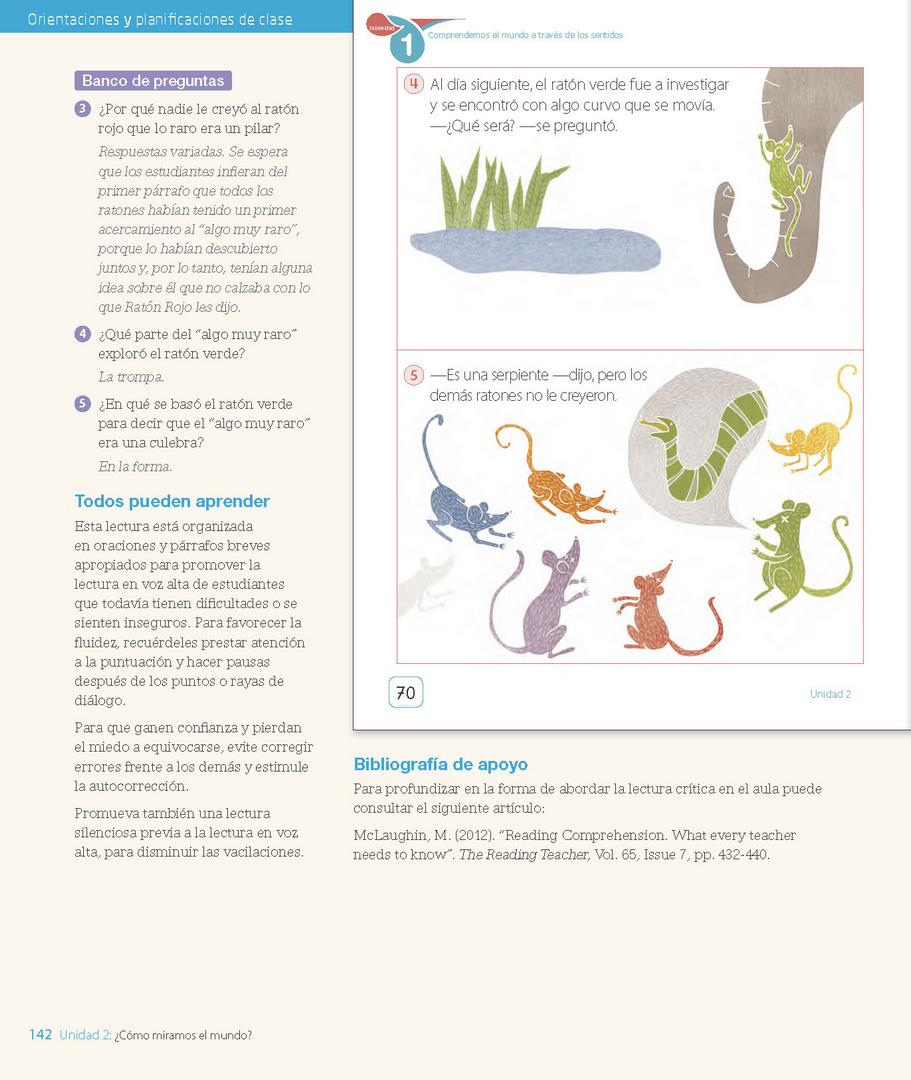 Orientaciones y planificaciones de clase
Banco de preguntas
3 ¿Por qué nadie le creyó al ratón
rojo que lo raro era un pilar?
Respuestas variadas. Se espera
que los estudiantes infieran del
primer párrafo que todos los
ratones habían tenido un primer
acercamiento al “algo muy raro”,
porque lo habían descubierto
juntos y, por lo tanto, tenían alguna
idea sobre él que no calzaba con lo
que Ratón Rojo les dijo.
4 ¿Qué parte del “algo muy raro”
exploró el ratón verde?
La trompa.
5 ¿En qué se basó el ratón verde
para decir que el “algo muy raro”
era una culebra?
En la forma.
Todos pueden aprender
Esta lectura está organizada
en oraciones y párrafos breves
apropiados para promover la
lectura en voz alta de estudiantes
que todavía tienen dificultades o se
sienten inseguros. Para favorecer la
fluidez, recuérdeles prestar atención
a la puntuación y hacer pausas
después de los puntos o rayas de
diálogo.
Para que ganen confianza y pierdan
el miedo a equivocarse, evite corregir
errores frente a los demás y estimule
la autocorrección.
Promueva también una lectura
silenciosa previa a la lectura en voz
alta, para disminuir las vacilaciones.
Subunidad
1
Comprendemos el mundo a través de los sentidos
4 Al día siguiente, el ratón verde fue a investigar
y se encontró con algo curvo que se movía.
—¿Qué será? —se preguntó.
5 —Es una serpiente —dijo, pero los
demás ratones no le creyeron.
70
Unidad 2
Bibliografía de apoyo
Para profundizar en la forma de abordar la lectura crítica en el aula puede
consultar el siguiente artículo:
McLaughin, M. (2012). “Reading Comprehension. What every teacher
needs to know”. The Reading Teacher, Vol. 65, Issue 7, pp. 432-440.
142 Unidad 2: ¿Cómo miramos el mundo?